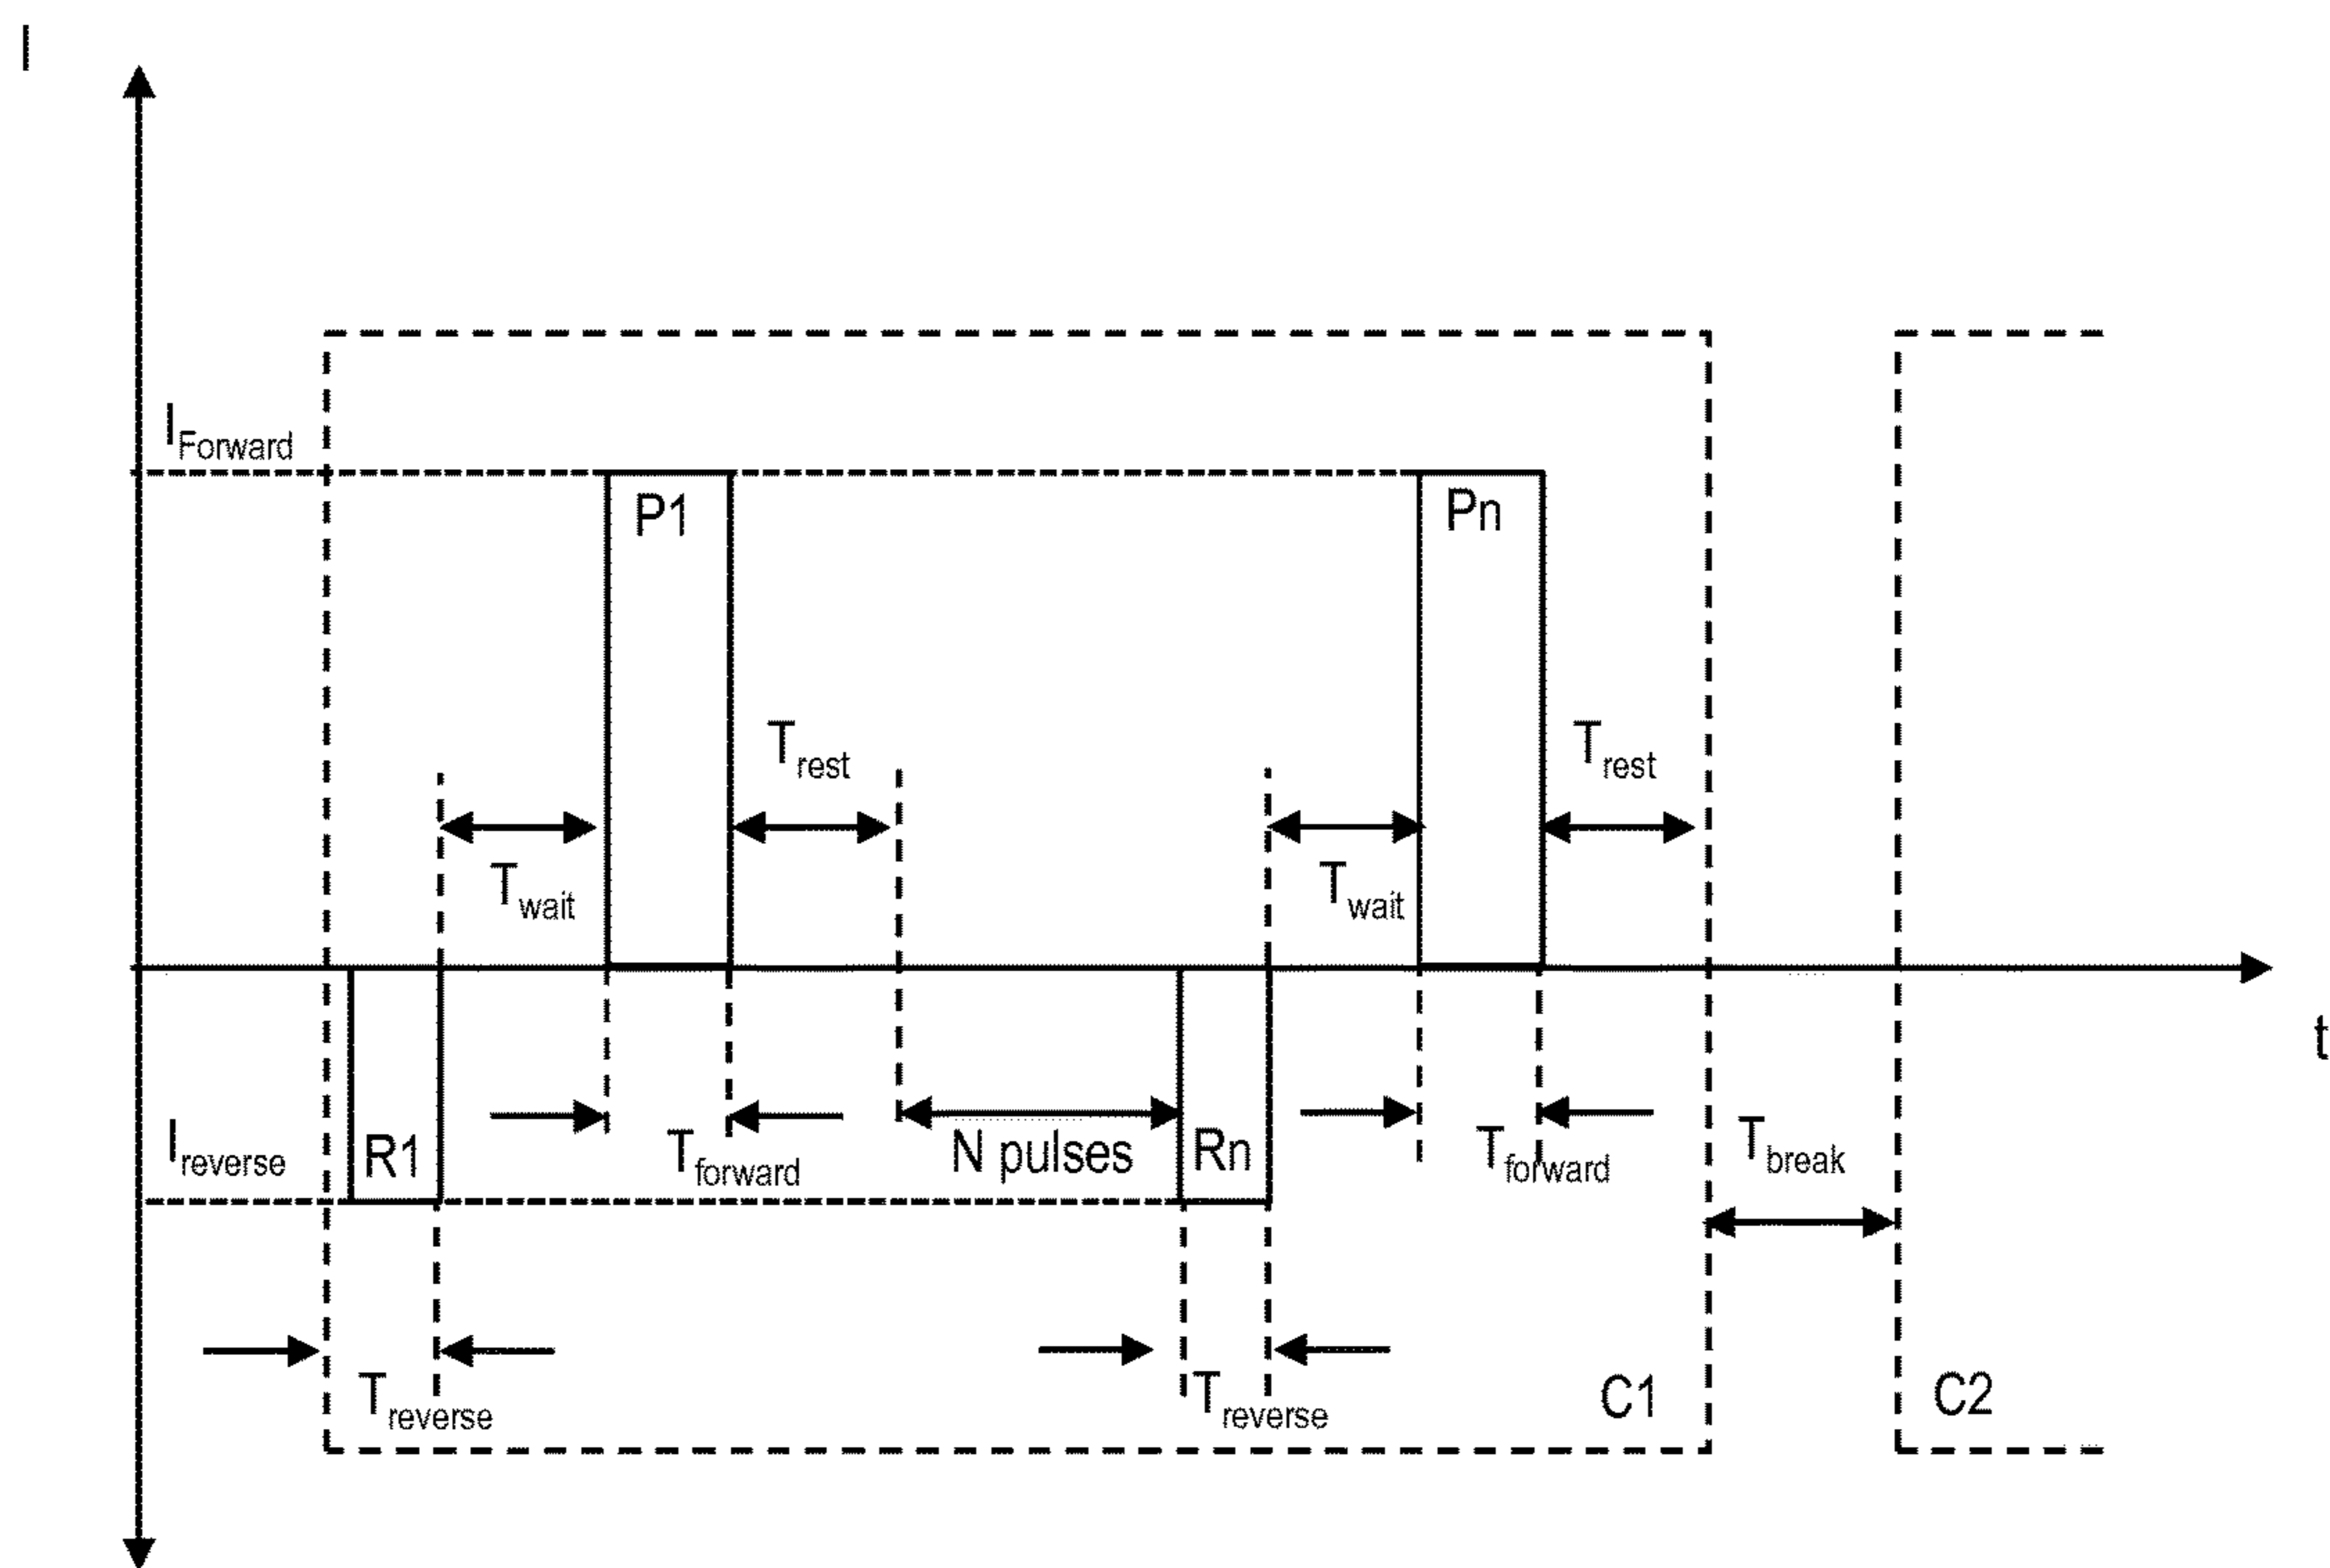 I
IForward
P1
Pn
Trest
Trest
Twait
Twait
t
Ireverse
R1
Tforward
N pulses
Rn
Tforward
Tbreak
Treverse
Treverse
C1
C2